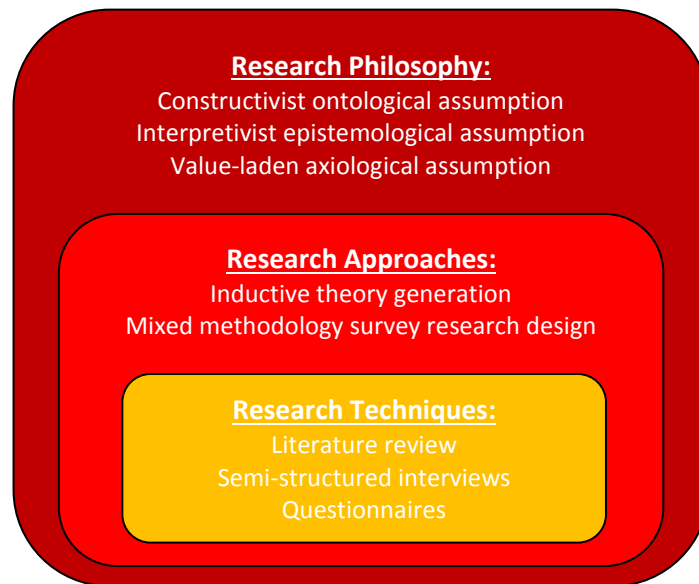 Research Philosophy:
Constructivist ontological assumption
Interpretivist epistemological assumption
Value-laden axiological assumption
Research Approaches:
Inductive theory generation
Mixed methodology survey research design
Research Techniques:
Literature review
Semi-structured interviews
Questionnaires